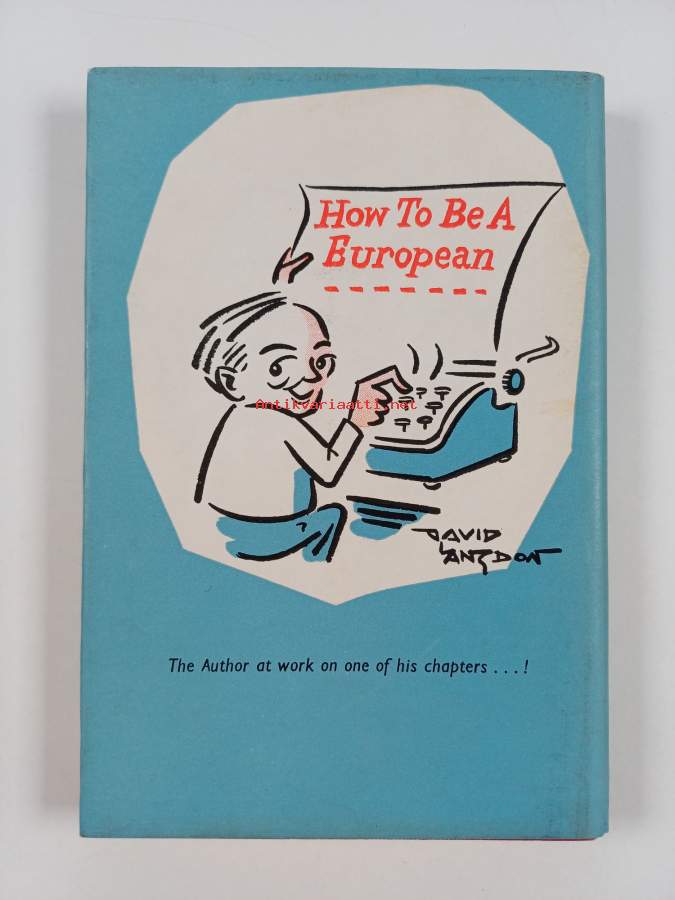 How To Be A
European
Antikvariaatti.net
DAVID
LANGDON
The Author at work on one of his chapters . . . !